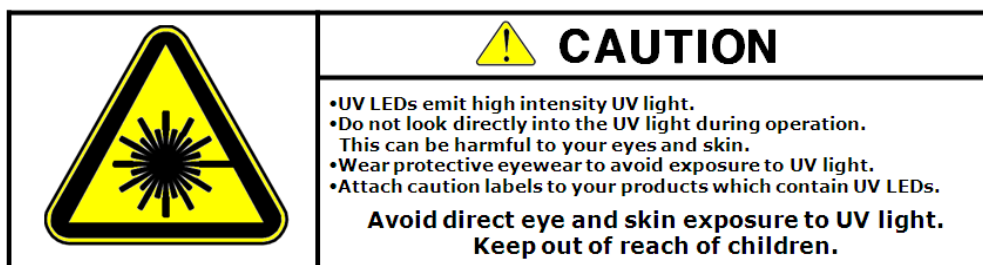 CAUTION
•UV LEDs emit high intensity UV light.
•Do not look directly into the UV light during operation.
This can be harmful to your eyes and skin.
•Wear protective eyewear to avoid exposure to UV light.
•Attach caution labels to your products which contain UV LEDs.
Avoid direct eye and skin exposure to UV light.
Keep out of reach of children.